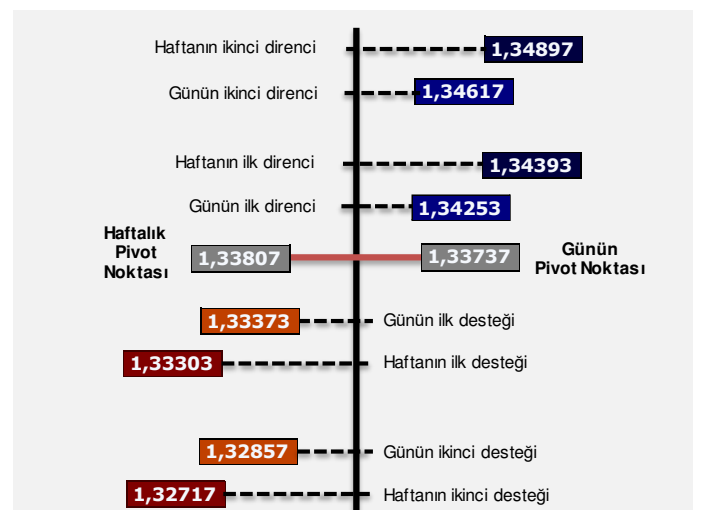 Haftanın ikinci direnci
1,34897
Günün ikinci direnci
1,34617
Haftanın ilk direnci
1,34393
Günün ilk direnci
1,34253
Haftalık
Pivot
Noktası
1,33807
1,33737
Günün
Pivot Noktası
1,33373
Günün ilk desteği
1,33303
Haftanın ilk desteği
1,32857
Günün ikinci desteği
1,32717
Haftanın ikinci desteği